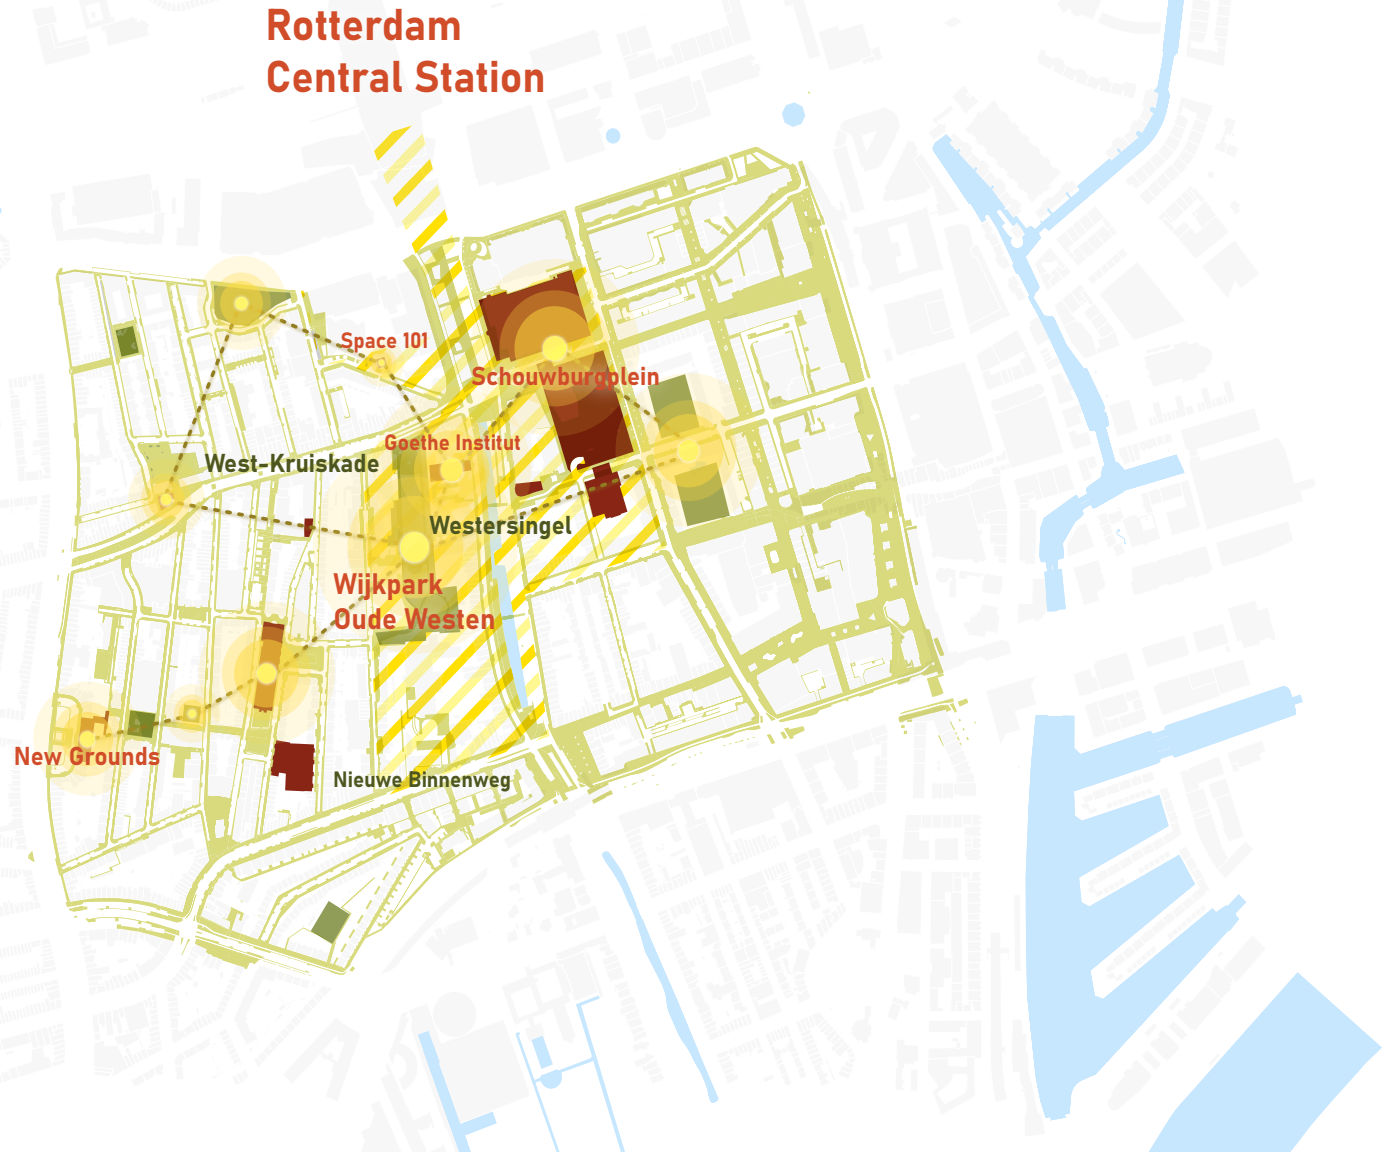 Rotterdam
Central Station
Space 101
Schouwburgplein
Goethe Institut
West-Kruiskade
Westersingel
Wijkpark
Oude Westen
New Grounds
Nieuwe Binnenweg